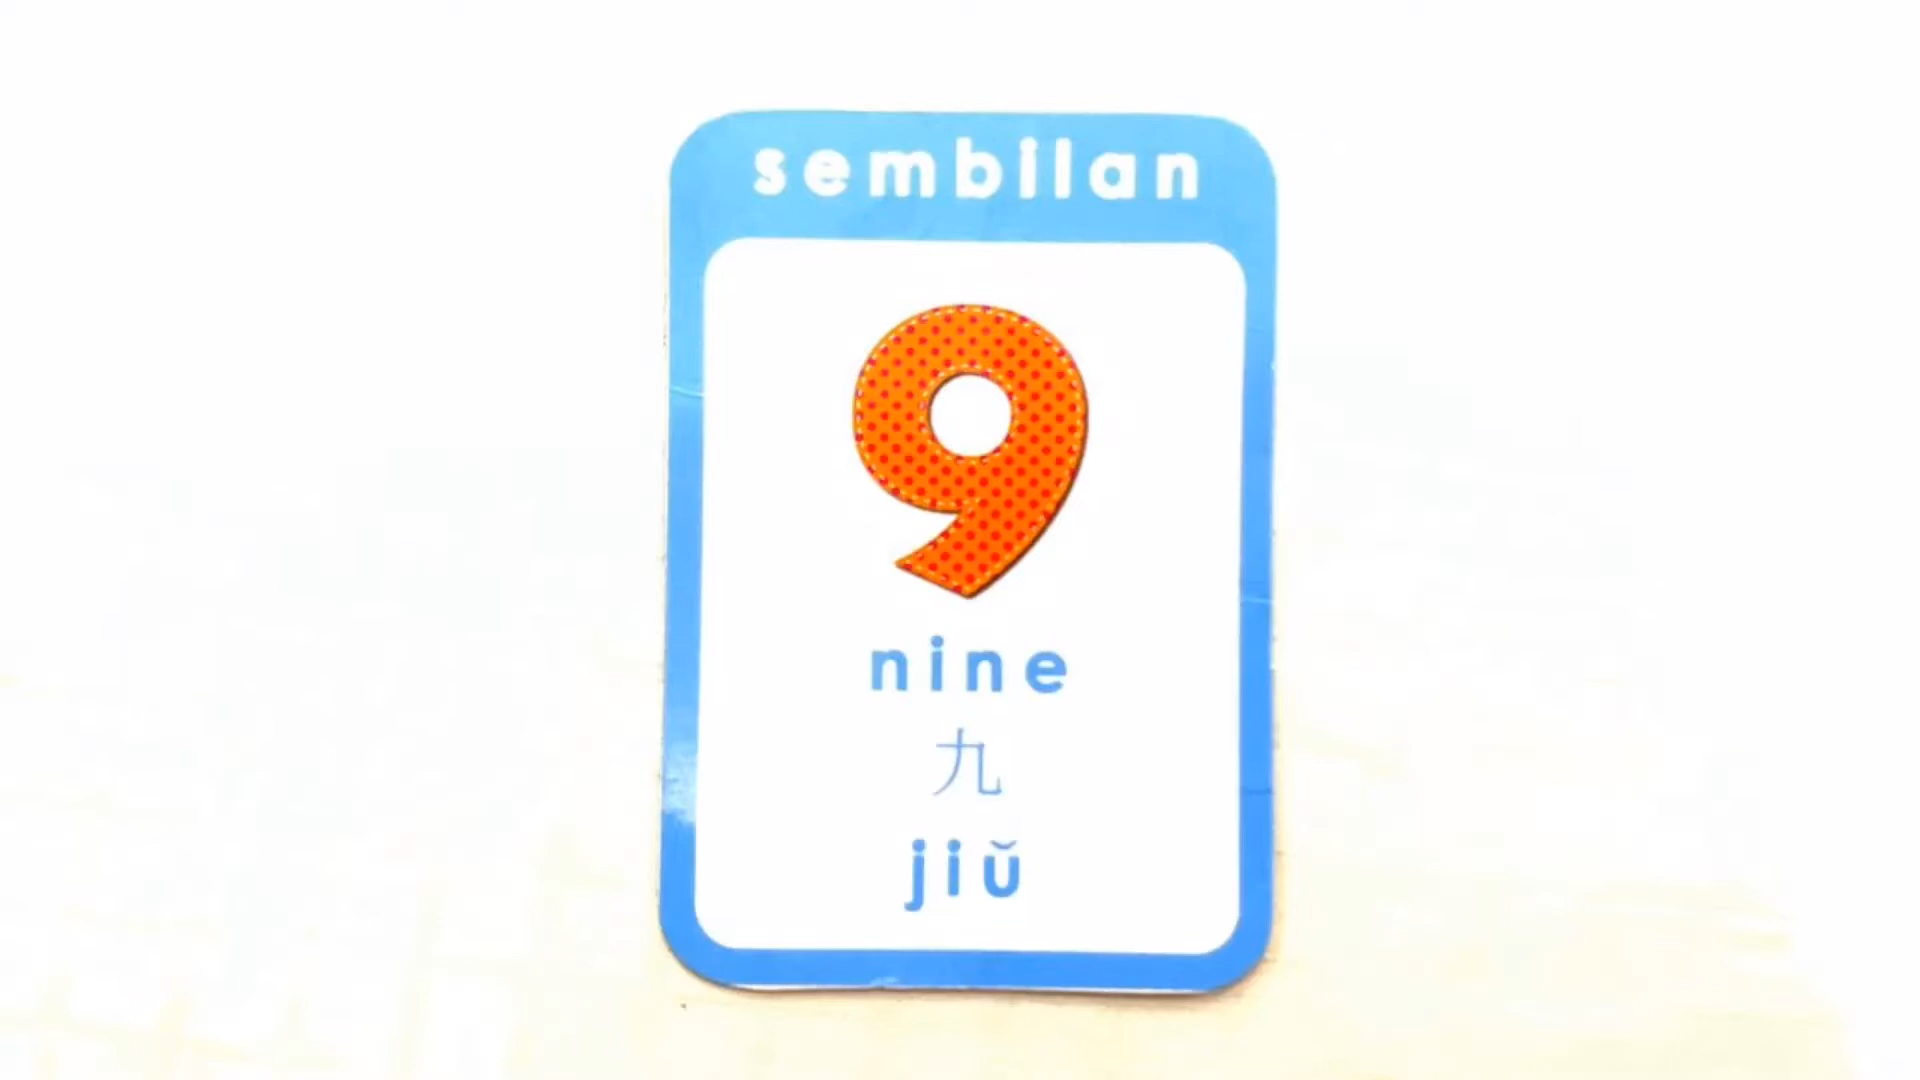 sembilan
9
nine
九
jiǔ